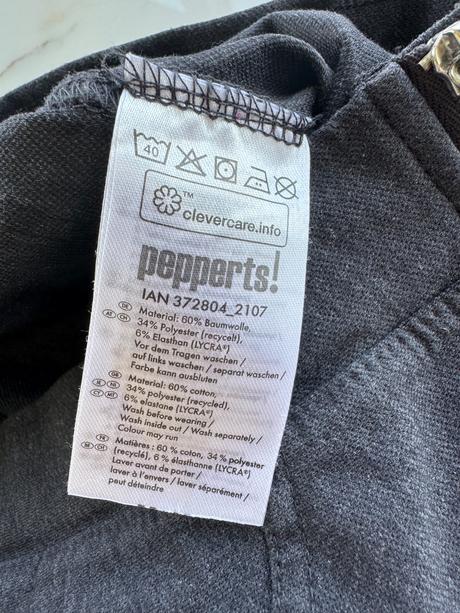 40
™
clevercare.info
pepperts!
IAN 372804_2107
DE AT CH Material: 60% Baumwolle,
34% Polyester (recycelt),
6% Elasthan (LYCRA®)
Vor dem Tragen waschen /
auf links waschen / separat waschen /
Farbe kann ausbluten
GB IE NI CY MT Material: 60% cotton,
34% polyester (recycled),
6% elastane (LYCRA®)
Wash before wearing /
Wash inside out / Wash separately /
Colour may run
FR BE CH Matières : 60 % coton, 34 % polyester
(recyclé), 6 % élasthanne (LYCRA®)
Laver avant de porter /
laver à l'envers / laver séparément /
peut déteindre